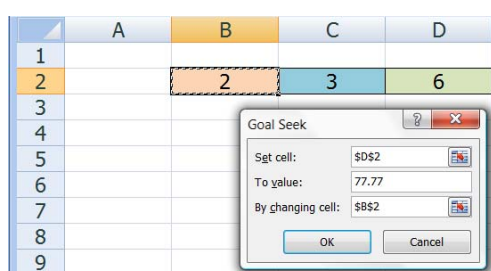 A B C D
1
2 2 3 6
3
4
5
6
7
8
9
Goal Seek ?
Set cell: $D$2
To value: 77.77
By changing cell: $B$2
OK Cancel